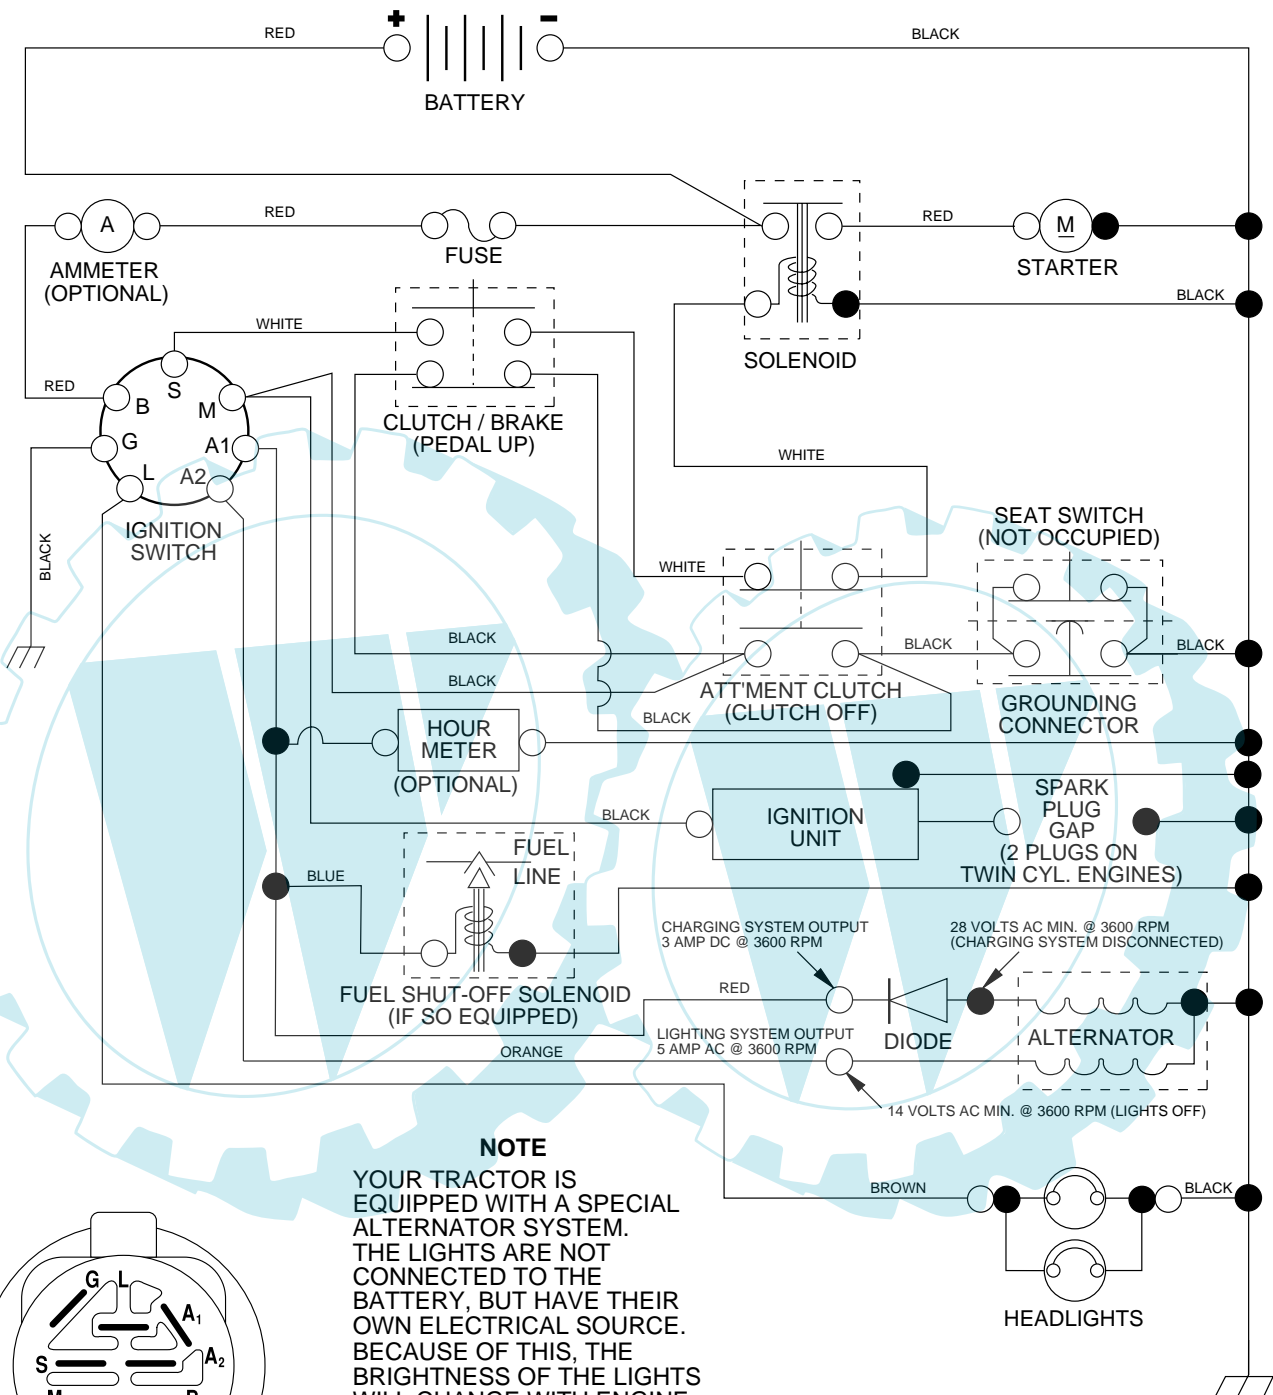 + -
RED
BLACK
BATTERY
A
RED
FUSE
RED
M
STARTER
AMMETER
(OPTIONAL)
BLACK
SOLENOID
WHITE
RED
S
B
M
G
A1
L
A2
IGNITION
SWITCH
BLACK
CLUTCH / BRAKE
(PEDAL UP)
WHITE
SEAT SWITCH
(NOT OCCUPIED)
WHITE
BLACK
BLACK
BLACK
BLACK
ATT'MENT CLUTCH
(CLUTCH OFF)
BLACK
GROUNDING
CONNECTOR
HOUR
METER
(OPTIONAL)
BLACK
IGNITION
UNIT
SPARK
PLUG
GAP
(2 PLUGS ON
TWIN CYL. ENGINES)
FUEL
LINE
BLUE
FUEL SHUT-OFF SOLENOID
(IF SO EQUIPPED)
CHARGING SYSTEM OUTPUT
3 AMP DC @ 3600 RPM
28 VOLTS AC MIN. @ 3600 RPM
(CHARGING SYSTEM DISCONNECTED)
RED
DIODE
ALTERNATOR
LIGHTING SYSTEM OUTPUT
5 AMP AC @ 3600 RPM
ORANGE
14 VOLTS AC MIN. @ 3600 RPM (LIGHTS OFF)
NOTE
YOUR TRACTOR IS
EQUIPPED WITH A SPECIAL
ALTERNATOR SYSTEM.
THE LIGHTS ARE NOT
CONNECTED TO THE
BATTERY, BUT HAVE THEIR
OWN ELECTRICAL SOURCE.
BECAUSE OF THIS, THE
BRIGHTNESS OF THE LIGHTS
WILL CHANGE WITH ENGINE
BROWN
BLACK
HEADLIGHTS
G L
A1
S
A2
M
B